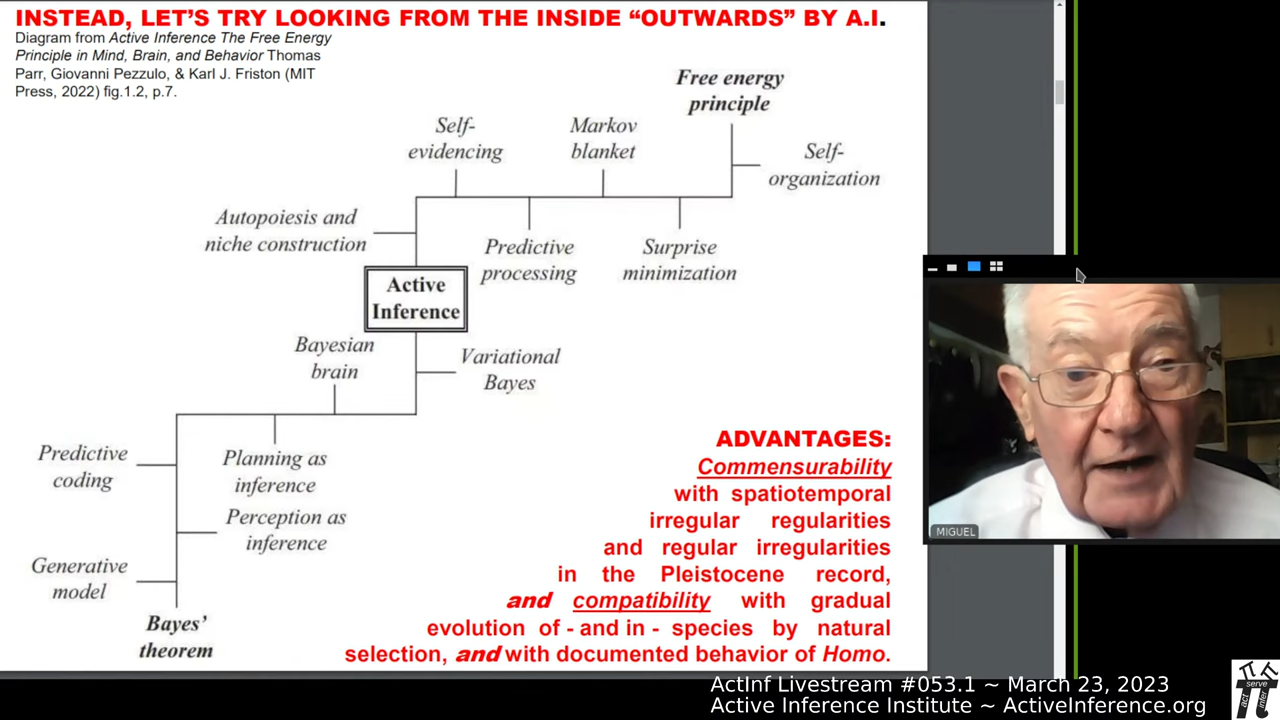 INSTEAD, LET'S TRY LOOKING FROM THE INSIDE “OUTWARDS” BY A.I.
Diagram from Active Inference The Free Energy
Principle in Mind, Brain, and Behavior Thomas
Parr, Giovanni Pezzulo, & Karl J. Friston (MIT
Press, 2022) fig.1.2, p.7.
Free energy
principle
Self-
evidencing
Markov
blanket
Self-
organization
Autopoiesis and
niche construction
Predictive
processing
Surprise
minimization
Active
Inference
Bayesian
brain
Variational
Bayes
Predictive
coding
Planning as
inference
Perception as
inference
Generative
model
Bayes’
theorem
ADVANTAGES:
Commensurability
with spatiotemporal
irregular regularities
and regular irregularities
in the Pleistocene record,
and compatibility with gradual
evolution of - and in - species by natural
selection, and with documented behavior of Homo.
MIGUEL
ActInf Livestream #053.1 ~ March 23, 2023
Active Inference Institute ~ ActiveInference.org
serve
act
infer